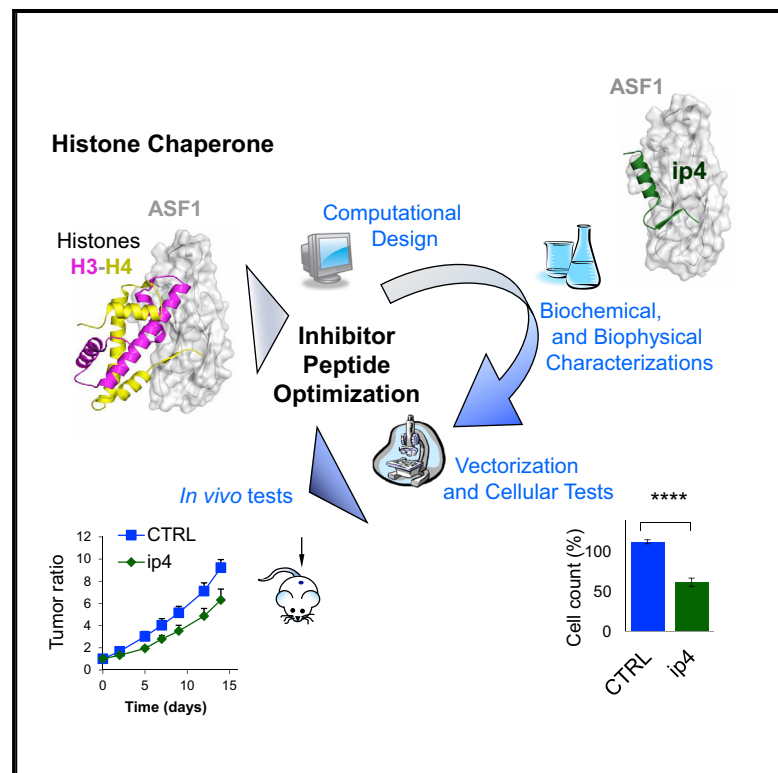 ASF1
Histone Chaperone
ip4
ASF1
Computational
Design
Histones
H3-H4
Biochemical,
and Biophysical
Characterizations
Inhibitor
Peptide
Optimization
Vectorization
and Cellular Tests
In vivo tests
****
12
10
8
6
4
2
0
CTRL
ip4
Tumor ratio
0
5
10
15
Time (days)
Cell count (%)
100
50
0
CTRL
ip4